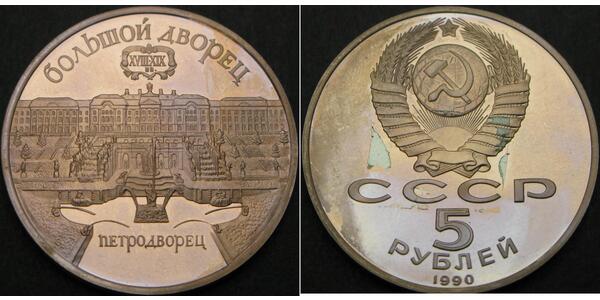 БОЛЬШОЙ ДВОРЕЦ
XVIII-XIX
ВВ
ПЕТРОДВОРЕЦ
СССР
5
РУБЛЕЙ
1990